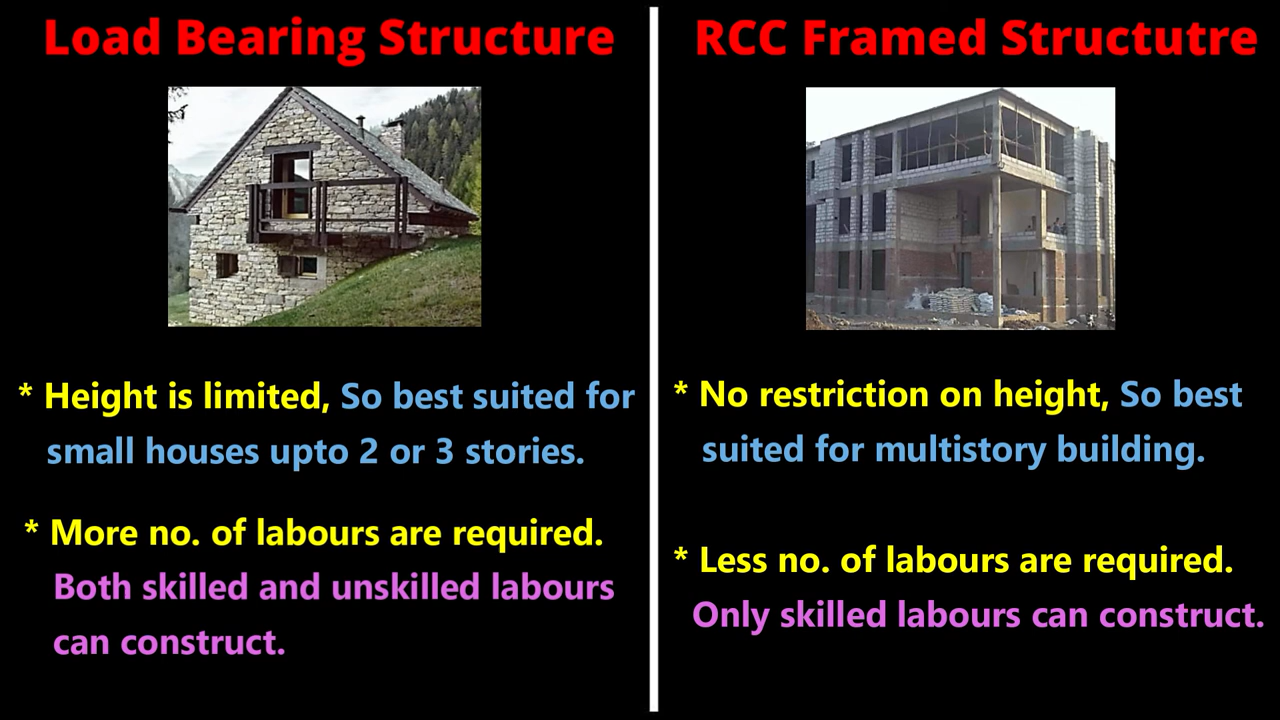 Load Bearing Structure
* Height is limited, So best suited for
small houses upto 2 or 3 stories.
* More no. of labours are required.
Both skilled and unskilled labours
can construct.
RCC Framed Structutre
* No restriction on height, So best
suited for multistory building.
* Less no. of labours are required.
Only skilled labours can construct.